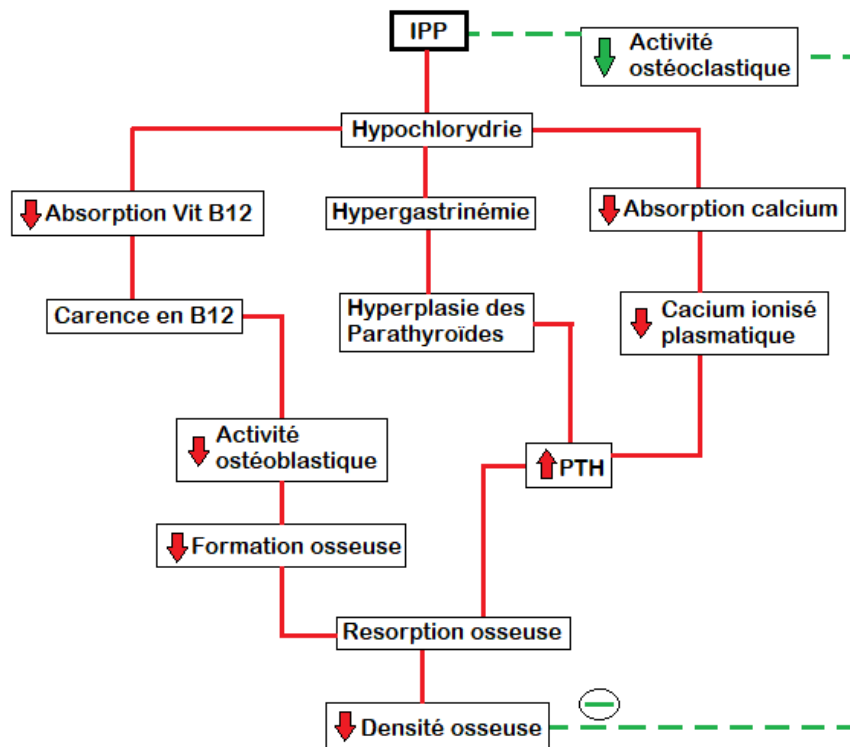 IPP
Activité
ostéoclastique
Hypochlorydrie
Absorption Vit B12
Hypergastrinémie
Absorption calcium
Carence en B12
Hyperplasie des
Parathyroïdes
Cacium ionisé
plasmatique
Activité
ostéoblastique
PTH
Formation osseuse
Resorption osseuse
Densité osseuse